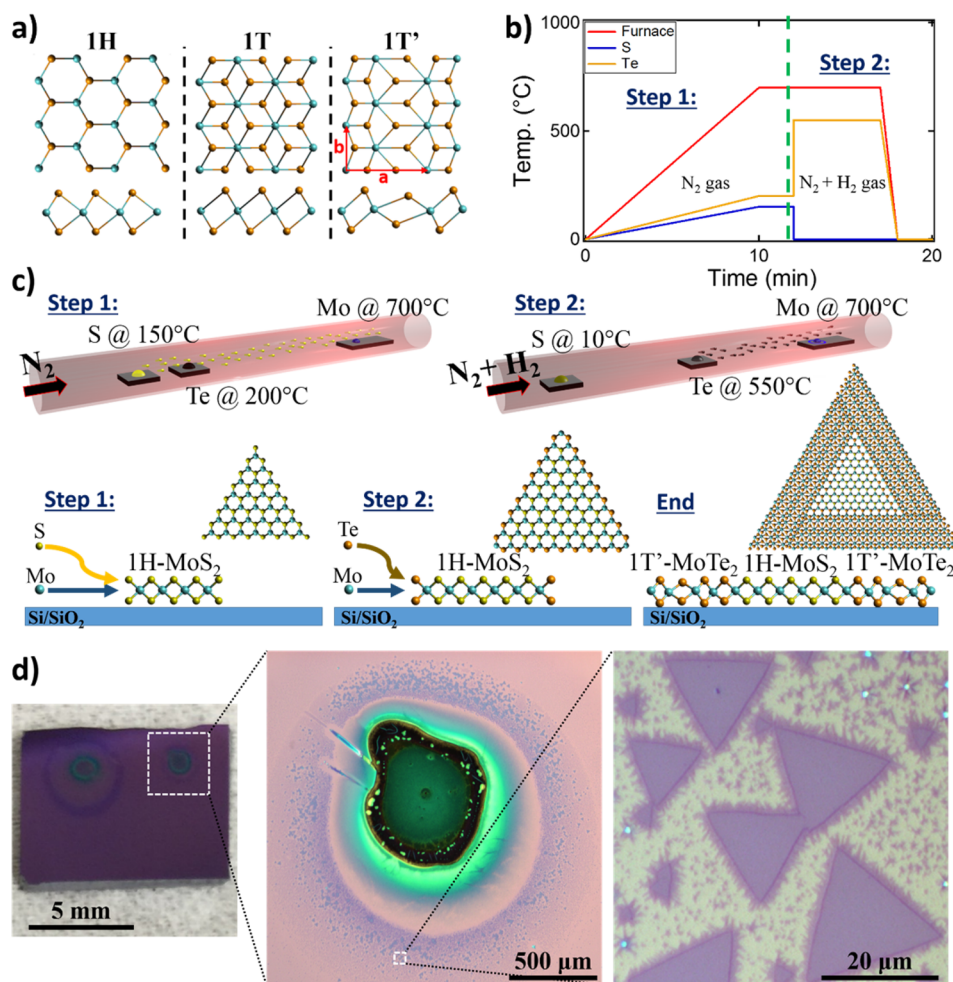 a)
1H
1T
1T’
b
a
b)
1000
500
0
Temp. (°C)
Furnace
S
Te
Step 1:
Step 2:
N2 gas
N2 + H2 gas
0
10
20
Time (min)
c)
Step 1:
Mo @ 700°C
S @ 150°C
N2
Te @ 200°C
Step 2:
Mo @ 700°C
S @ 10°C
N2+ H2
Te @ 550°C
Step 1:
S
Mo
1H-MoS2
Si/SiO2
Step 2:
Te
Mo
1H-MoS2
Si/SiO2
End
1T’-MoTe2 1H-MoS2 1T’-MoTe2
Si/SiO2
d)
5 mm
500 µm
20 µm